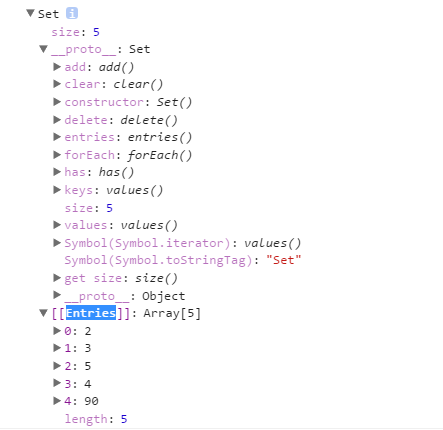 Set i
size: 5
__proto__: Set
add: add()
clear: clear()
constructor: Set()
delete: delete()
entries: entries()
forEach: forEach()
has: has()
keys: values()
size: 5
values: values()
Symbol(Symbol.iterator): values()
Symbol(Symbol.toStringTag): "Set"
get size: size()
__proto__: Object
[[Entries]]: Array[5]
0: 2
1: 3
2: 5
3: 4
4: 90
length: 5